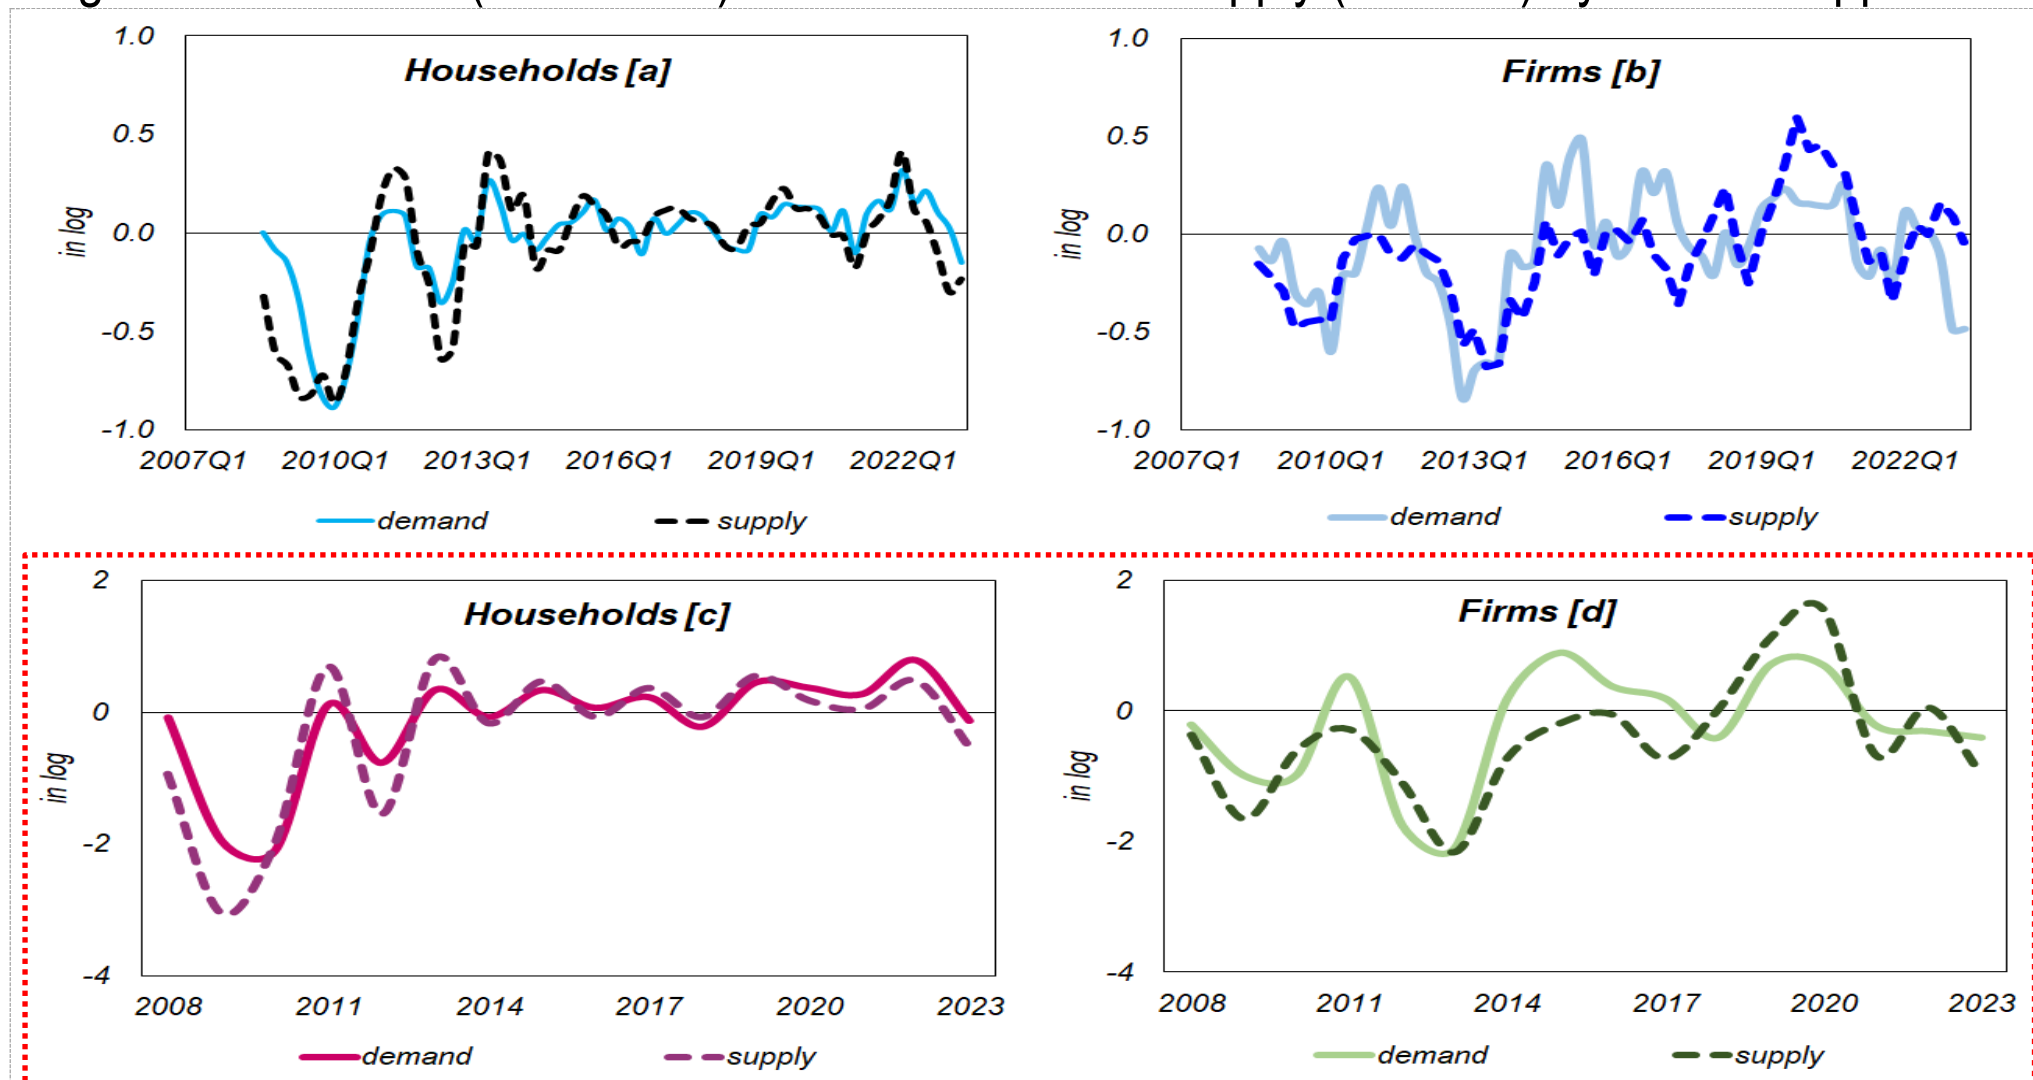 Households [a]
1.0
0.5
0.0
-0.5
-1.0
in log
2007Q1 2010Q1 2013Q1 2016Q1 2019Q1 2022Q1
demand supply
Firms [b]
1.0
0.5
0.0
-0.5
-1.0
in log
2007Q1 2010Q1 2013Q1 2016Q1 2019Q1 2022Q1
demand supply
Households [c]
2
0
-2
-4
in log
2008 2011 2014 2017 2020 2023
demand supply
Firms [d]
2
0
-2
-4
in log
2008 2011 2014 2017 2020 2023
demand supply